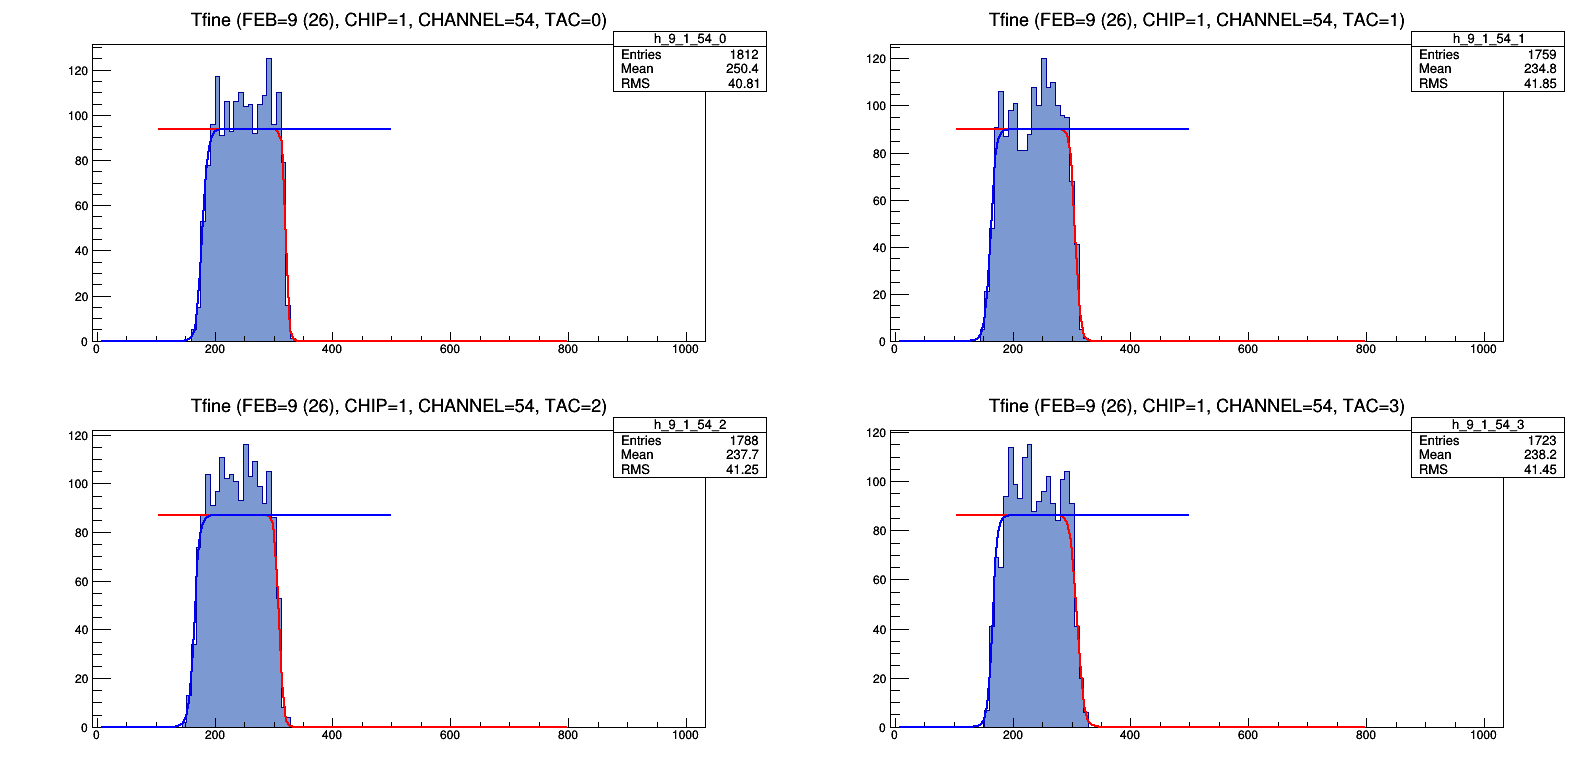 Tfine (FEB=9 (26), CHIP=1, CHANNEL=54, TAC=0)
h_9_1_54_0
Entries 1812
Mean 250.4
RMS 40.81
120
100
80
60
40
20
0
0 200 400 600 800 1000
Tfine (FEB=9 (26), CHIP=1, CHANNEL=54, TAC=1)
h_9_1_54_1
Entries 1759
Mean 234.8
RMS 41.85
120
100
80
60
40
20
0
0 200 400 600 800 1000
Tfine (FEB=9 (26), CHIP=1, CHANNEL=54, TAC=2)
h_9_1_54_2
Entries 1788
Mean 237.7
RMS 41.25
120
100
80
60
40
20
0
0 200 400 600 800 1000
Tfine (FEB=9 (26), CHIP=1, CHANNEL=54, TAC=3)
h_9_1_54_3
Entries 1723
Mean 238.2
RMS 41.45
120
100
80
60
40
20
0
0 200 400 600 800 1000